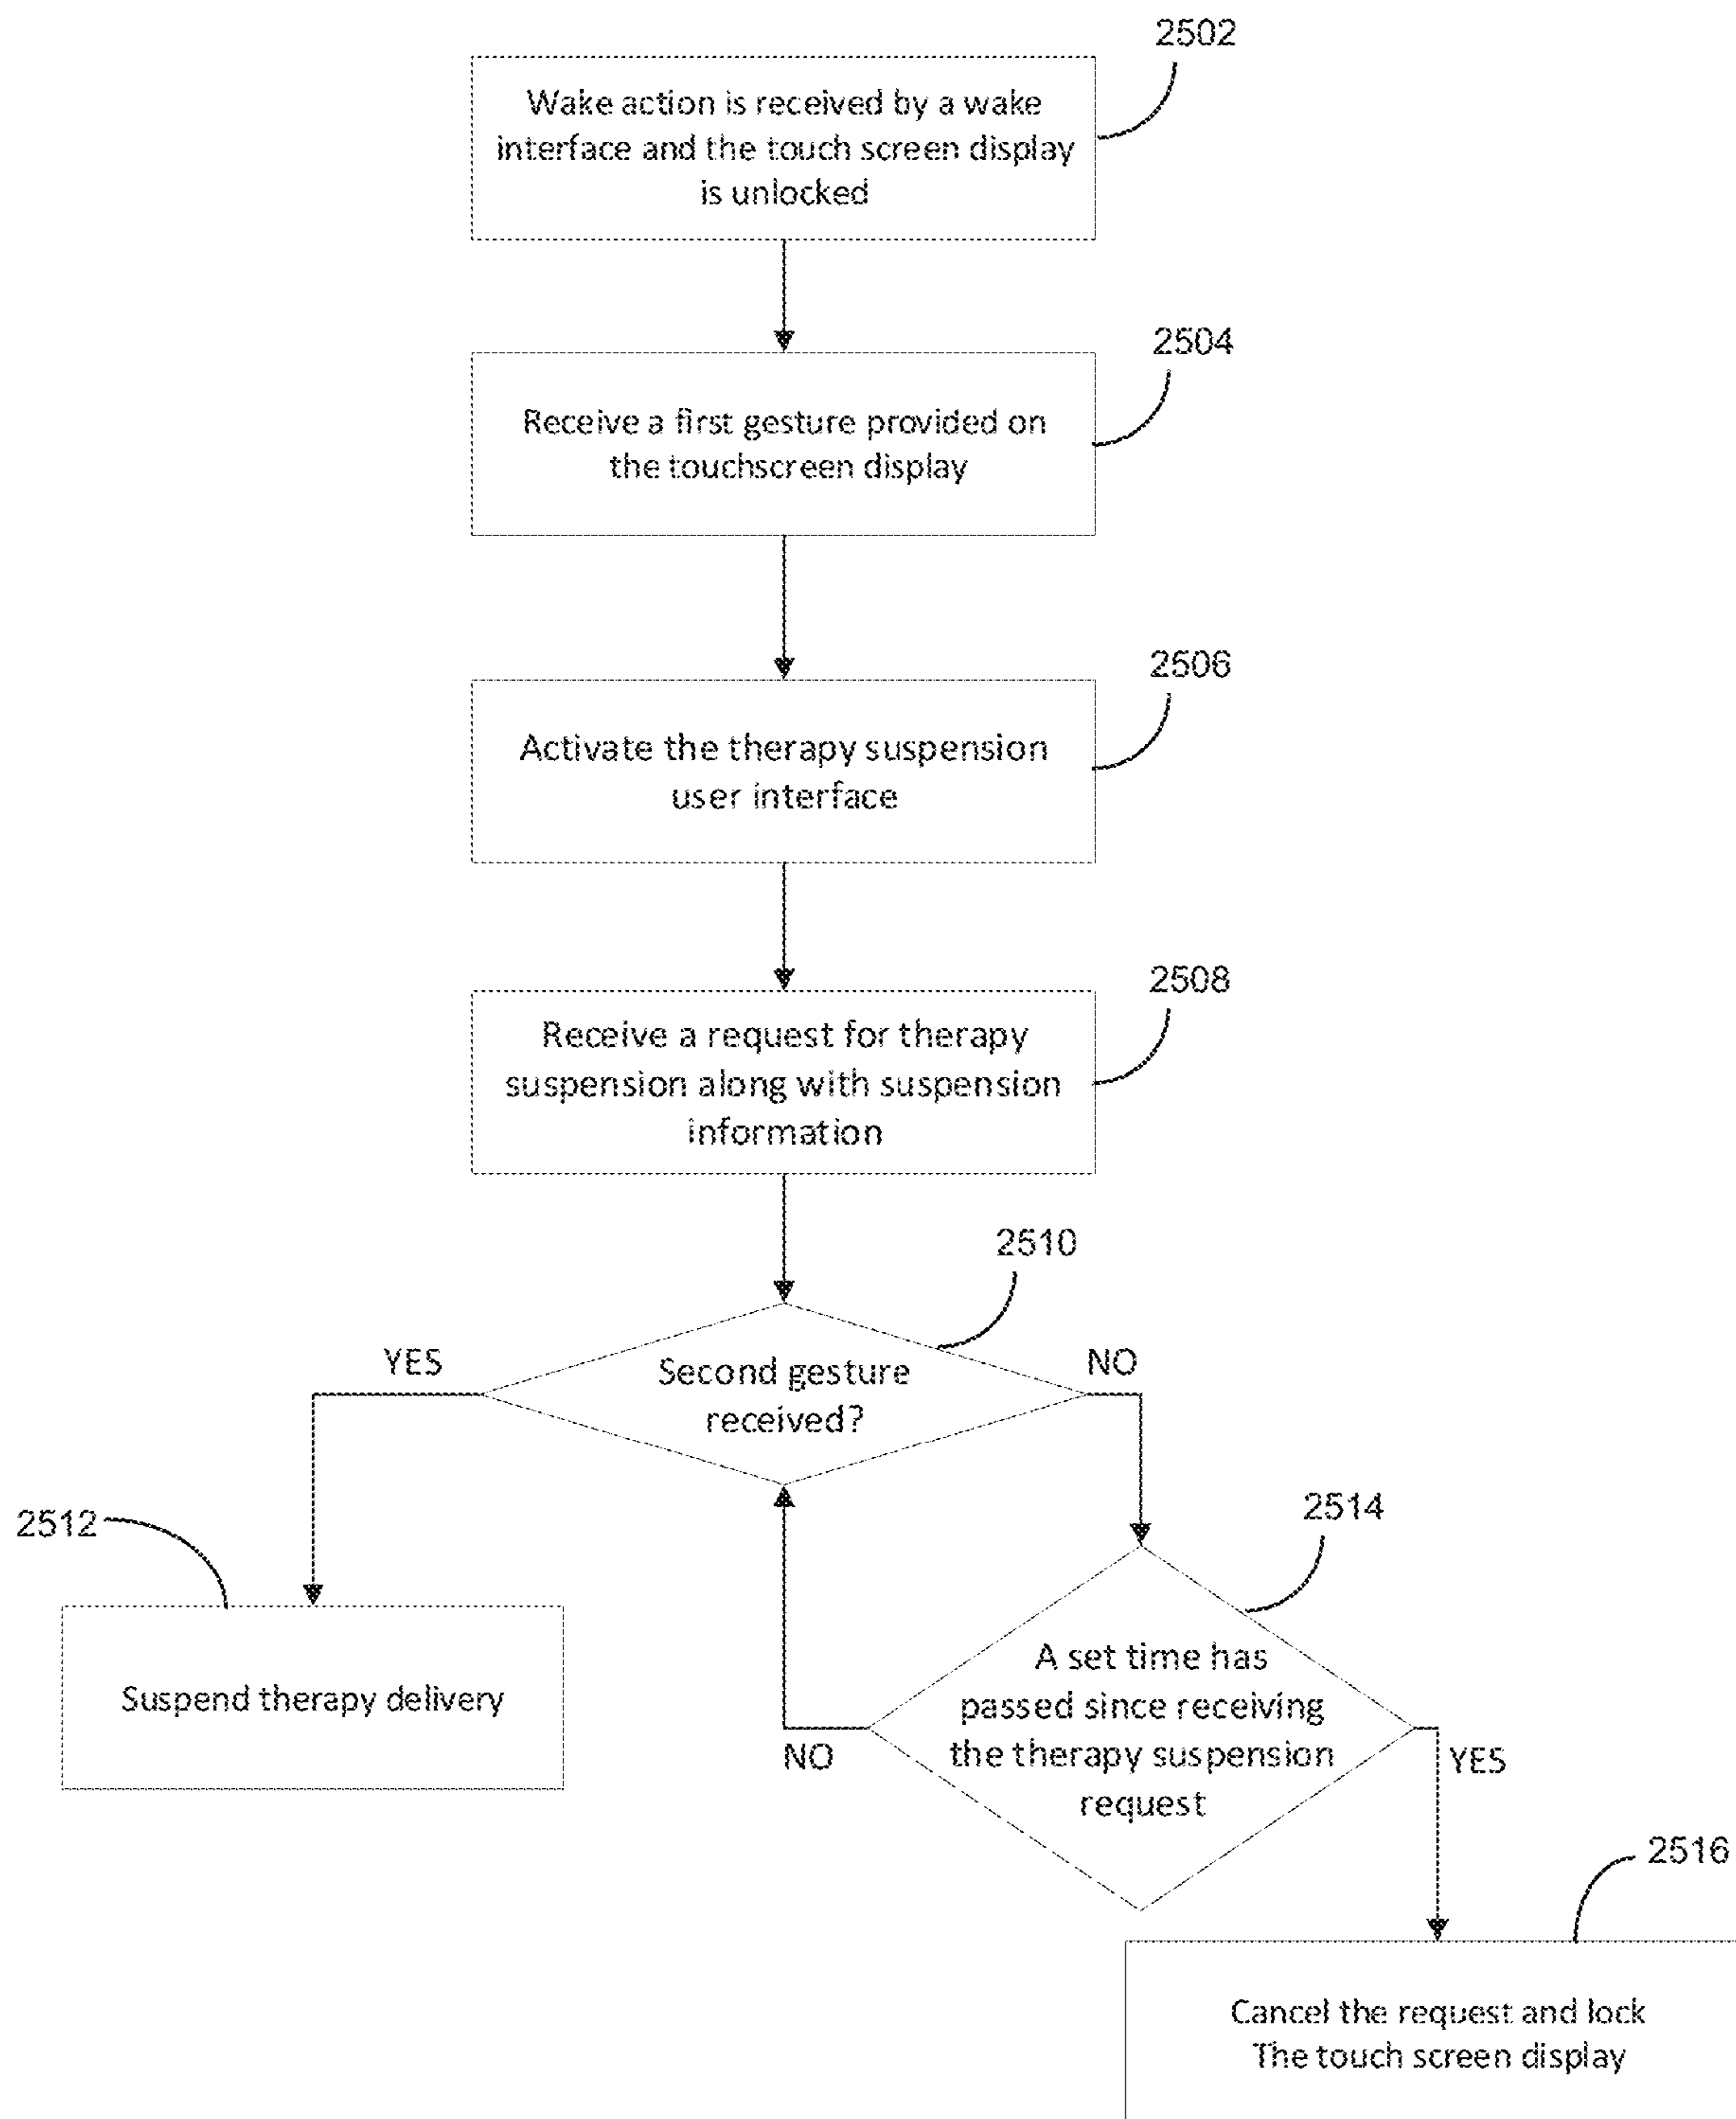 2502
Wake action is received by a wake
interface and the touch screen display
is unlocked
2504
Receive a first gesture provided on
the touchscreen display
2506
Activate the therapy suspension
user interface
2508
Receive a request for therapy
suspension along with suspension
information
2510
YES
Second gesture
received?
NO
2512
Suspend therapy delivery
2514
A set time has
passed since receiving
the therapy suspension
request
NO
YES
2516
Cancel the request and lock
The touch screen display